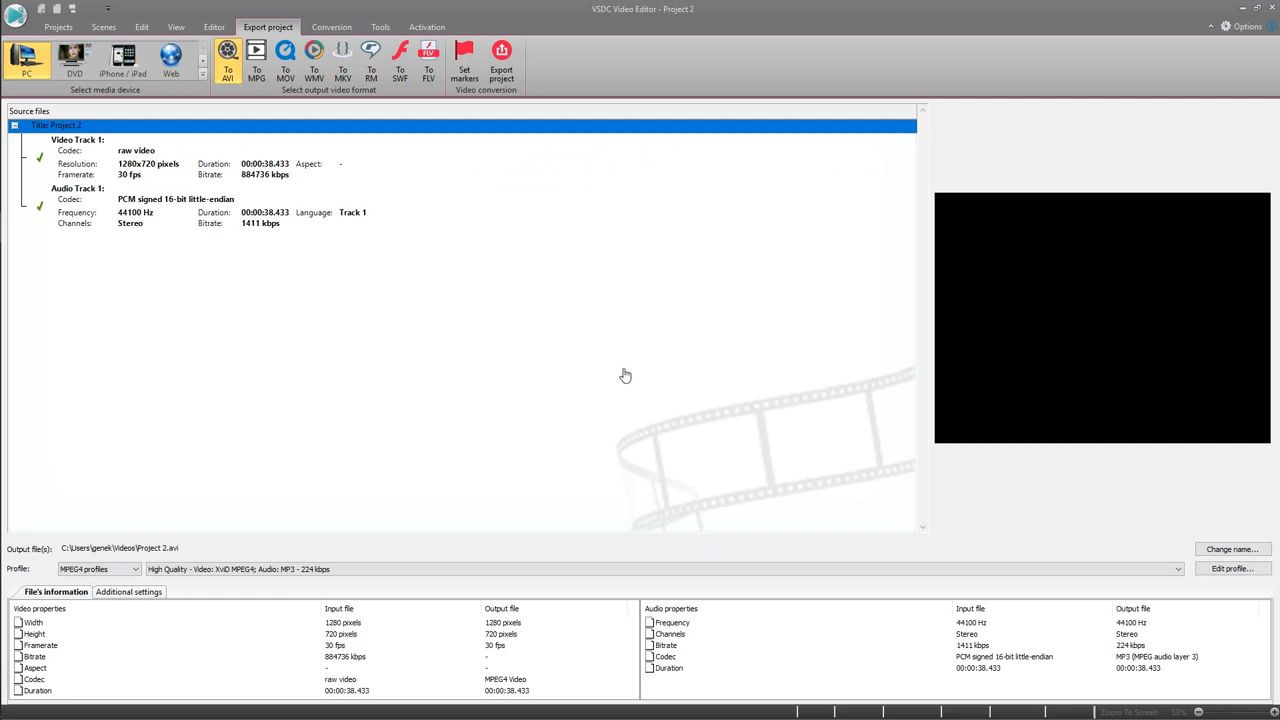 VSDC Video Editor - Project 2
Projects Scenes Edit View Editor Export project Conversion Tools Activation Options
PC DVD iPhone / iPad Web To AVI To MPG To MOV To WMV To MKV To RM To SWF To FLV Set markers Export project
FLV
Select media device Select output video format Video conversion
Source files
Title: Project 2
Video Track 1:
Codec: raw video
Resolution: 1280x720 pixels Duration: 00:00:38.433 Aspect: -
Framerate: 30 fps Bitrate: 884736 kbps
Audio Track 1:
Codec: PCM signed 16-bit little-endian
Frequency: 44100 Hz Duration: 00:00:38.433 Language: Track 1
Channels: Stereo Bitrate: 1411 kbps
Output file(s): C:\Users\genek\Videos\Project 2.avi Change name...
Profile: MPEG4 profiles High Quality - Video: XviD MPEG4; Audio: MP3 - 224 kbps Edit profile...
File's information Additional settings
Video properties Input file Output file Audio properties Input file Output file
Width 1280 pixels 1280 pixels Frequency 44100 Hz 44100 Hz
Height 720 pixels 720 pixels Channels Stereo Stereo
Framerate 30 fps 30 fps Bitrate 1411 kbps 224 kbps
Bitrate 884736 kbps - Codec PCM signed 16-bit little-endian MP3 (MPEG audio layer 3)
Aspect - - Duration 00:00:38.433 00:00:38.433
Codec raw video MPEG4 Video
Duration 00:00:38.433 00:00:38.433
Zoom To Screen 53%